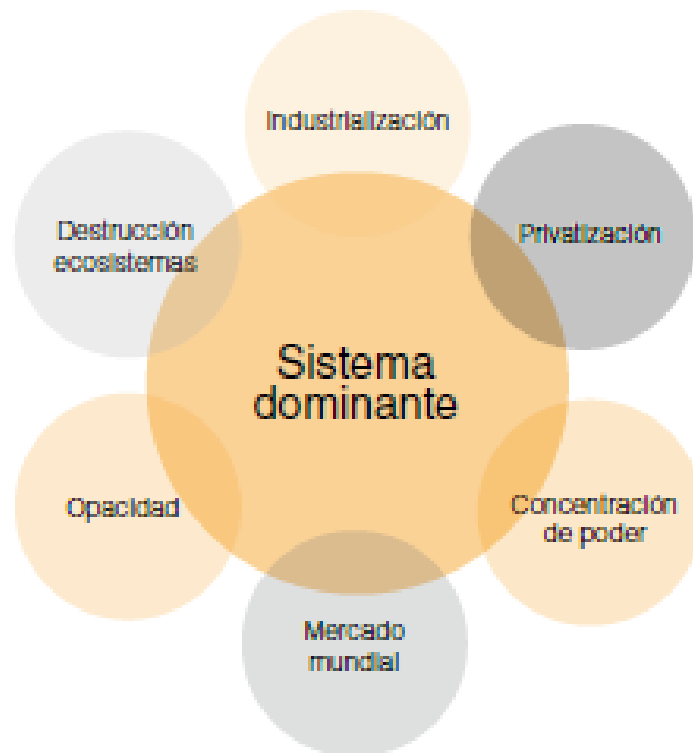 Industrialización
Destrucción
ecosistemas
Privatización
Sistema
dominante
Opacidad
Concentración
de poder
Mercado
mundial